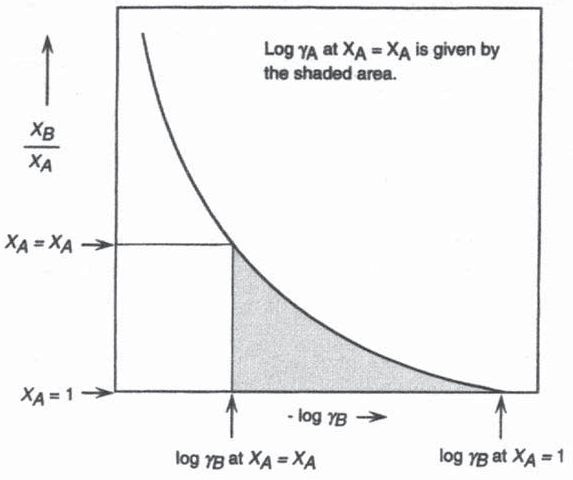 Log γA at XA = XA is given by
the shaded area.
XB
XA
XA = XA
XA = 1
- log γB
log γB at XA = XA
log γB at XA = 1